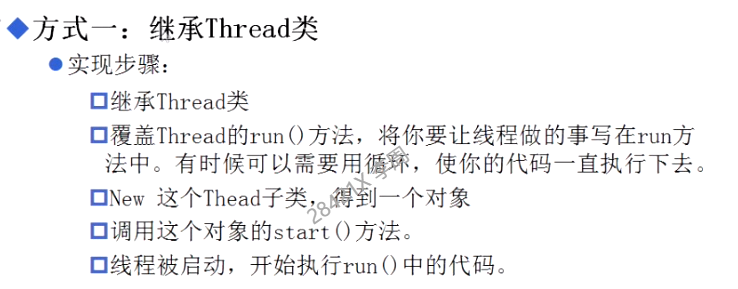 方式一：继承Thread类
实现步骤：
继承Thread类
覆盖Thread的run()方法，将你要让线程做的事写在run方
法中。有时候可以需要用循环，使你的代码一直执行下去。
New 这个Thead子类，得到一个对象
调用这个对象的start()方法。
线程被启动，开始执行run()中的代码。